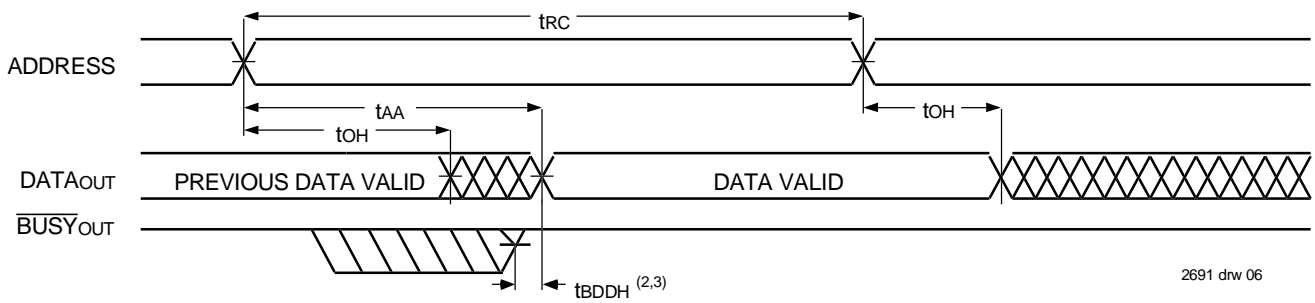 tRC
ADDRESS
tAA
tOH
tOH
DATAOUT
PREVIOUS DATA VALID
DATA VALID
BUSYOUT
tBDDH (2,3)
2691 drw 06